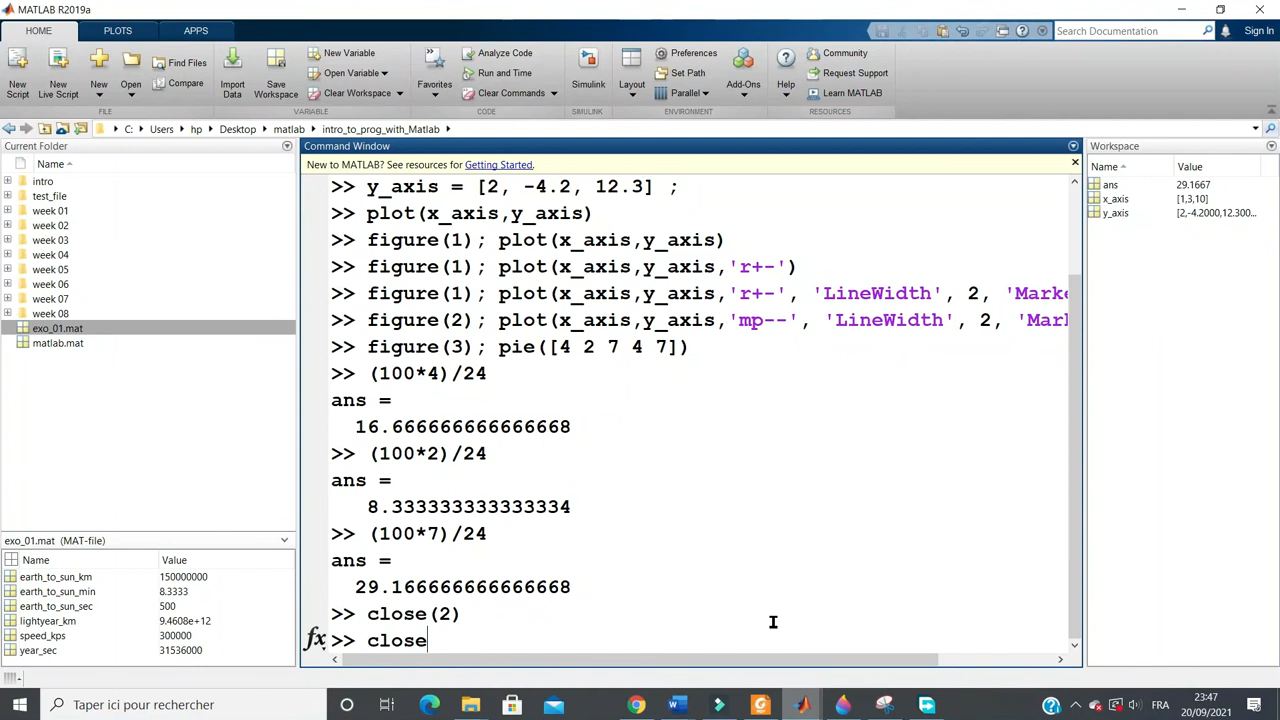 MATLAB R2019a
HOME PLOTS APPS
Search Documentation Sign In
New Script
New Live Script
New
Open
Find Files
Compare
Import Data
Save Workspace
New Variable
Open Variable
Clear Workspace
Favorites
Analyze Code
Run and Time
Clear Commands
Simulink
Layout
Preferences
Set Path
Parallel
Add-Ons
Help
Community
Request Support
Learn MATLAB
FILE VARIABLE CODE SIMULINK ENVIRONMENT RESOURCES
C: Users hp Desktop matlab intro_to_prog_with_Matlab
Current Folder
Name
intro
test_file
week 01
week 02
week 03
week 04
week 05
week 06
week 07
week 08
exo_01.mat
matlab.mat
exo_01.mat (MAT-file)
Name Value
earth_to_sun_km 150000000
earth_to_sun_min 8.3333
earth_to_sun_sec 500
lightyear_km 9.4608e+12
speed_kps 300000
year_sec 31536000
Command Window
New to MATLAB? See resources for Getting Started.
>> y_axis = [2, -4.2, 12.3] ;
>> plot(x_axis,y_axis)
>> figure(1); plot(x_axis,y_axis)
>> figure(1); plot(x_axis,y_axis,'r+-')
>> figure(1); plot(x_axis,y_axis,'r+-', 'LineWidth', 2, 'Marke
>> figure(2); plot(x_axis,y_axis,'mp--', 'LineWidth', 2, 'Mark
>> figure(3); pie([4 2 7 4 7])
>> (100*4)/24
ans =
16.666666666666668
>> (100*2)/24
ans =
8.333333333333334
>> (100*7)/24
ans =
29.166666666666668
>> close(2)
fx >> close
Workspace
Name Value
ans 29.1667
x_axis [1,3,10]
y_axis [2,-4.2000,12.300...
Taper ici pour rechercher
FRA
23:47
20/09/2021